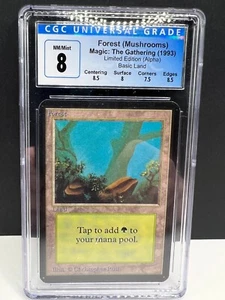 CGC UNIVERSAL GRADE
NM/Mint
8
Forest (Mushrooms)
Magic: The Gathering (1993)
Limited Edition (Alpha)
Basic Land
Centering
8.5
Surface
8
Corners
7.5
Edges
8.5
Forest
Tap to add to
your mana pool.